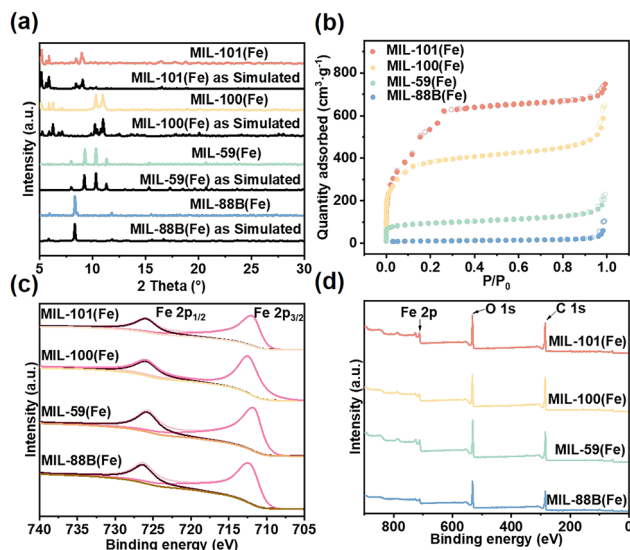 (a)
MIL-101(Fe)
MIL-101(Fe) as Simulated
MIL-100(Fe)
MIL-100(Fe) as Simulated
MIL-59(Fe)
MIL-59(Fe) as Simulated
MIL-88B(Fe)
MIL-88B(Fe) as Simulated
Intensity (a.u.)
5 10 15 20 25 30
2 Theta (°)
(b)
MIL-101(Fe)
MIL-100(Fe)
MIL-59(Fe)
MIL-88B(Fe)
Quantity adsorbed (cm³·g⁻¹)
800
600
400
200
0
0.0 0.2 0.4 0.6 0.8 1.0
P/P₀
(c)
MIL-101(Fe)
Fe 2p₁/₂
Fe 2p₃/₂
MIL-100(Fe)
MIL-59(Fe)
MIL-88B(Fe)
Intensity (a.u.)
740 735 730 725 720 715 710 705
Binding energy (eV)
(d)
Fe 2p
O 1s
C 1s
MIL-101(Fe)
MIL-100(Fe)
MIL-59(Fe)
MIL-88B(Fe)
Intensity (a.u.)
800 600 400 200 0
Binding energy (eV)